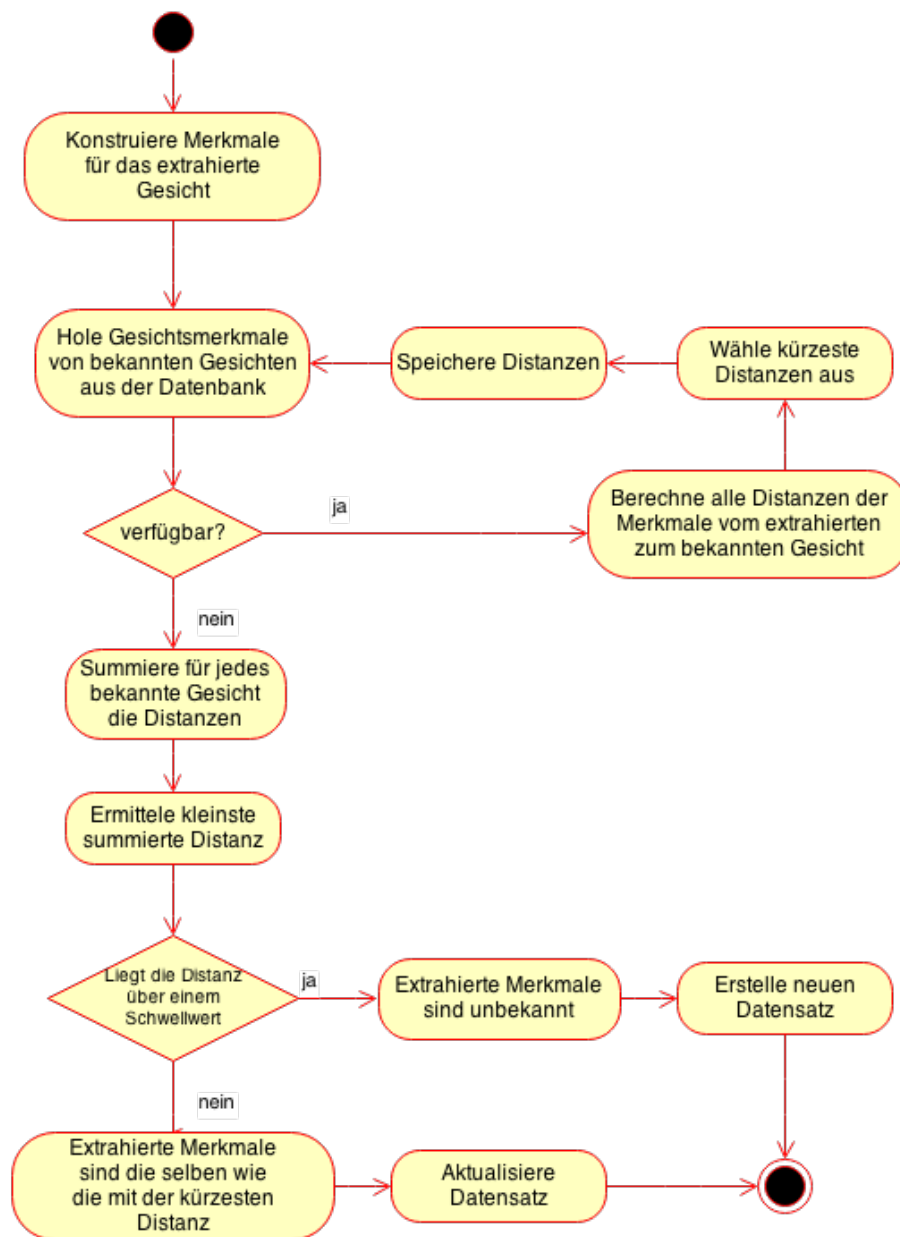 Konstruiere Merkmale
für das extrahierte
Gesicht
Hole Gesichtsmerkmale
von bekannten Gesichten
aus der Datenbank
Speichere Distanzen
Wähle kürzeste
Distanzen aus
verfügbar?
ja
Berechne alle Distanzen der
Merkmale vom extrahierten
zum bekannten Gesicht
nein
Summiere für jedes
bekannte Gesicht
die Distanzen
Ermittele kleinste
summierte Distanz
Liegt die Distanz
über einem
Schwellwert
ja
Extrahierte Merkmale
sind unbekannt
Erstelle neuen
Datensatz
nein
Extrahierte Merkmale
sind die selben wie
die mit der kürzesten
Distanz
Aktualisiere
Datensatz